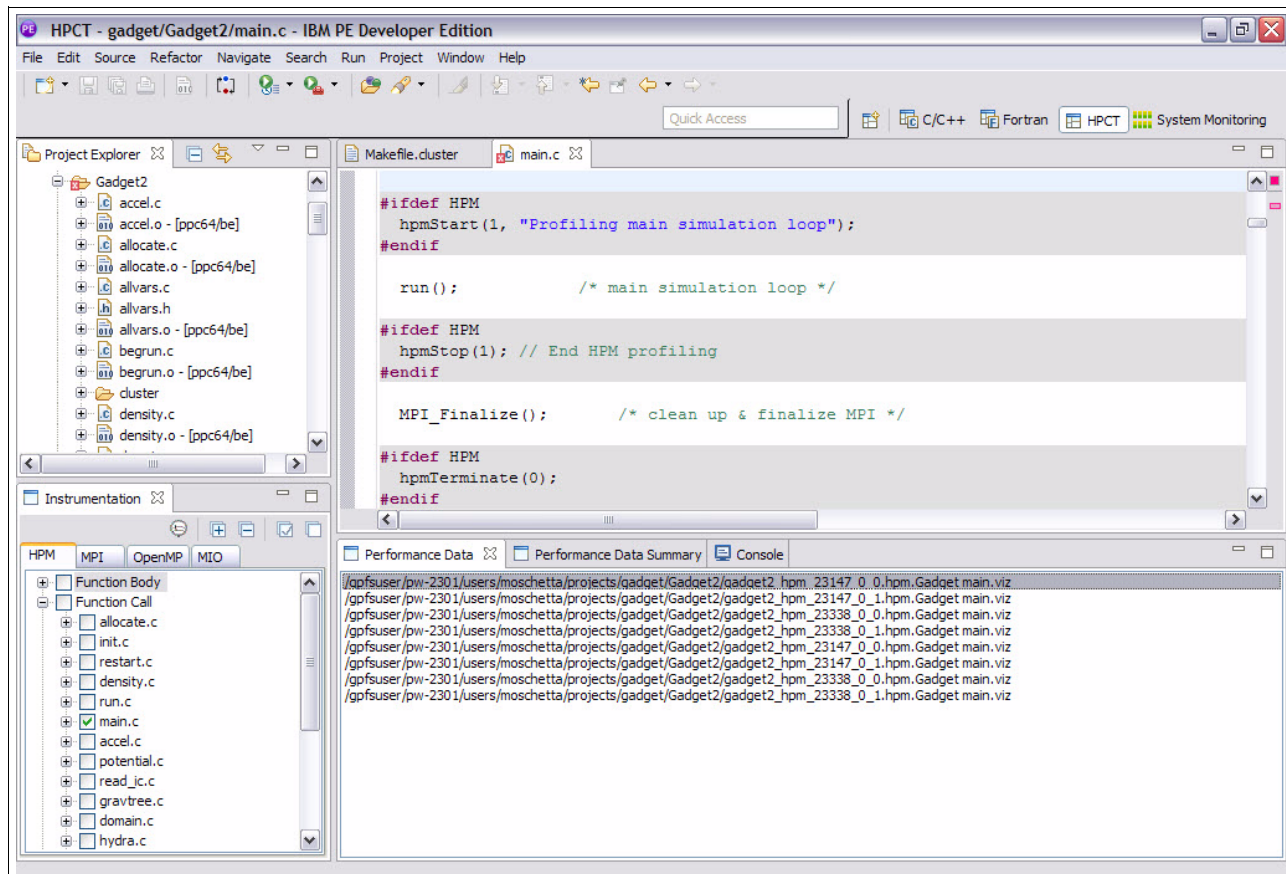 HPCT - gadget/Gadget2/main.c - IBM PE Developer Edition
File Edit Source Refactor Navigate Search Run Project Window Help
Quick Access
C/C++ Fortran HPCT System Monitoring
Project Explorer
Gadget2
accel.c
accel.o - [ppc64/be]
allocate.c
allocate.o - [ppc64/be]
allvars.c
allvars.h
allvars.o - [ppc64/be]
begrun.c
begrun.o - [ppc64/be]
cluster
density.c
density.o - [ppc64/be]
Makefile.cluster main.c
#ifdef HPM
hpmStart(1, "Profiling main simulation loop");
#endif
run(); /* main simulation loop */
#ifdef HPM
hpmStop(1); // End HPM profiling
#endif
MPI_Finalize(); /* clean up & finalize MPI */
#ifdef HPM
hpmTerminate(0);
#endif
Instrumentation
HPM MPI OpenMP MIO
Function Body
Function Call
allocate.c
init.c
restart.c
density.c
run.c
main.c
accel.c
potential.c
read_ic.c
gravtree.c
domain.c
hydra.c
Performance Data Performance Data Summary Console
/gpfsuser/pw-2301/users/moschetta/projects/gadget/Gadget2/gadget2_hpm_23147_0_0.hpm.Gadget main.viz
/gpfsuser/pw-2301/users/moschetta/projects/gadget/Gadget2/gadget2_hpm_23147_0_1.hpm.Gadget main.viz
/gpfsuser/pw-2301/users/moschetta/projects/gadget/Gadget2/gadget2_hpm_23338_0_0.hpm.Gadget main.viz
/gpfsuser/pw-2301/users/moschetta/projects/gadget/Gadget2/gadget2_hpm_23338_0_1.hpm.Gadget main.viz
/gpfsuser/pw-2301/users/moschetta/projects/gadget/Gadget2/gadget2_hpm_23147_0_0.hpm.Gadget main.viz
/gpfsuser/pw-2301/users/moschetta/projects/gadget/Gadget2/gadget2_hpm_23147_0_1.hpm.Gadget main.viz
/gpfsuser/pw-2301/users/moschetta/projects/gadget/Gadget2/gadget2_hpm_23338_0_0.hpm.Gadget main.viz
/gpfsuser/pw-2301/users/moschetta/projects/gadget/Gadget2/gadget2_hpm_23338_0_1.hpm.Gadget main.viz